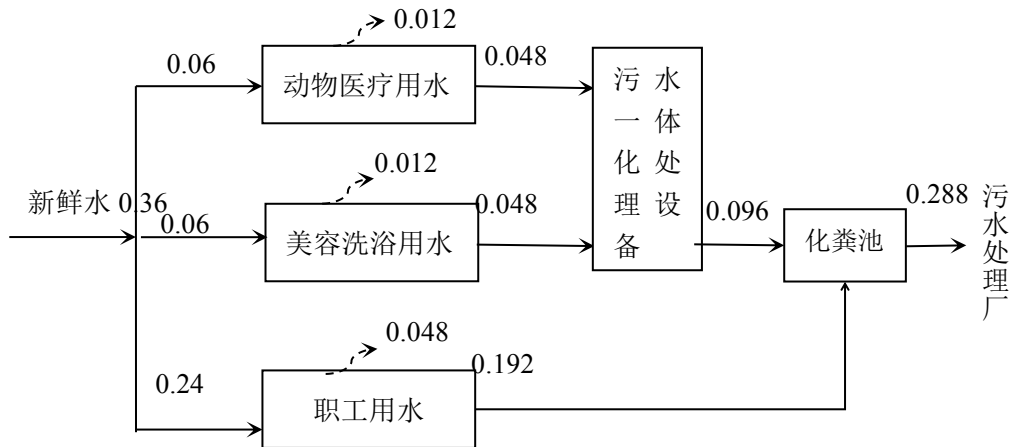 0.012
0.06
动物医疗用水
0.048
污水
一体
化处
理设
备
0.012
新鲜水 0.36
0.06
美容洗浴用水
0.048
0.096
化粪池
0.288
污水处理厂
0.048
0.24
职工用水
0.192